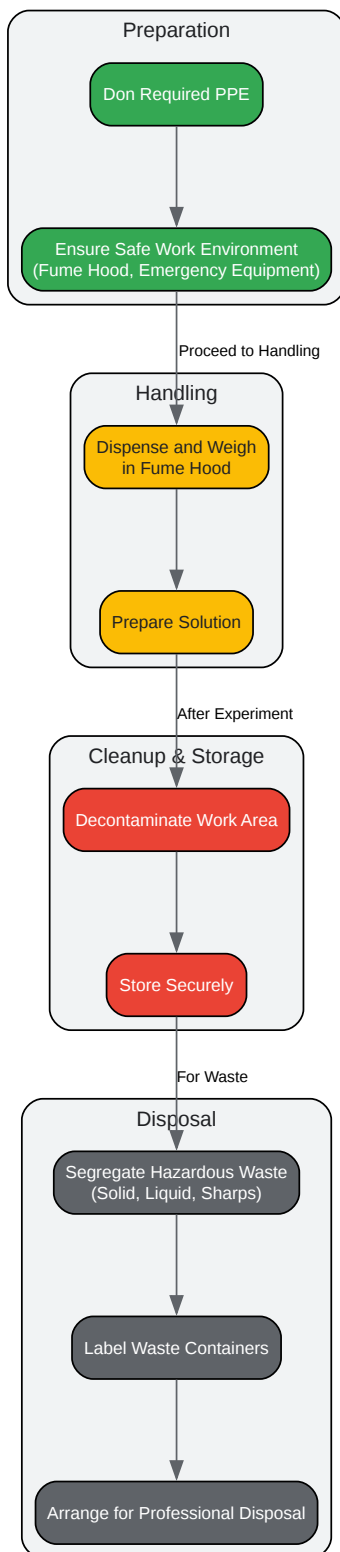 Preparation
Don Required PPE
Ensure Safe Work Environment
(Fume Hood, Emergency Equipment)
Proceed to Handling
Handling
Dispense and Weigh
in Fume Hood
Prepare Solution
After Experiment
Cleanup & Storage
Decontaminate Work Area
Store Securely
For Waste
Disposal
Segregate Hazardous Waste
(Solid, Liquid, Sharps)
Label Waste Containers
Arrange for Professional Disposal